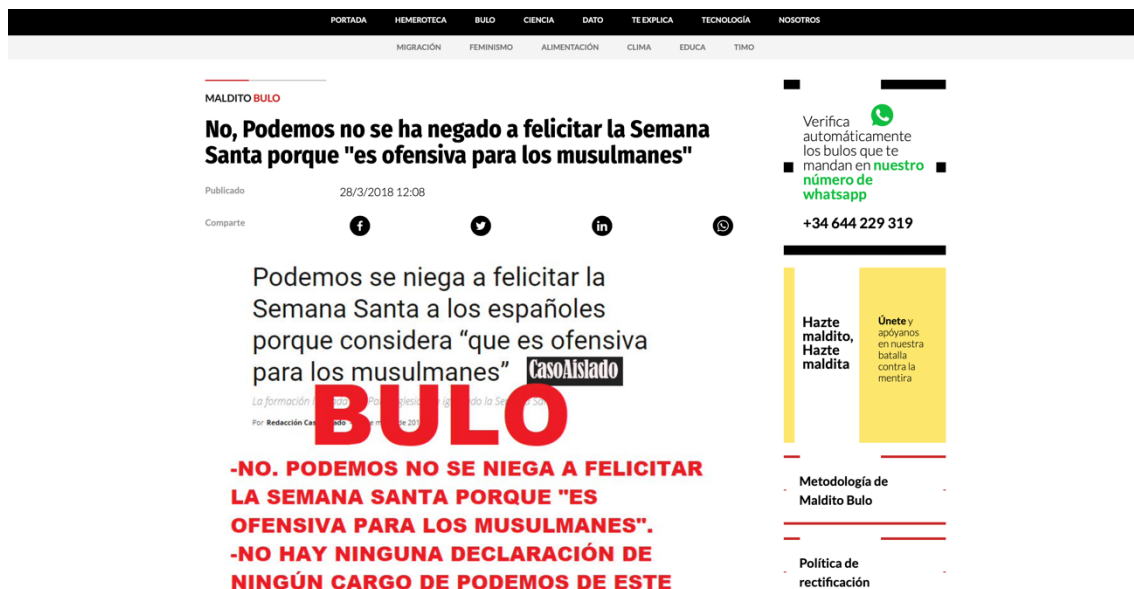 PORTADA HEMEROTECA BULO CIENCIA DATO TE EXPLICA TECNOLOGÍA NOSOTROS
MIGRACIÓN FEMINISMO ALIMENTACIÓN CLIMA EDUCA TIMO
MALDITO BULO
No, Podemos no se ha negado a felicitar la Semana
Santa porque "es ofensiva para los musulmanes"
Publicado 28/3/2018 12:08
Comparte
Podemos se niega a felicitar la
Semana Santa a los españoles
porque considera “que es ofensiva
para los musulmanes” CasoAislado
La formación
Por Redacción
BULO
-NO. PODEMOS NO SE NIEGA A FELICITAR
LA SEMANA SANTA PORQUE "ES
OFENSIVA PARA LOS MUSULMANES".
-NO HAY NINGUNA DECLARACIÓN DE
NINGÚN CARGO DE PODEMOS DE ESTE
Verifica
automáticamente
los bulos que te
mandan en nuestro
número de
whatsapp
+34 644 229 319
Hazte
maldito,
Hazte
maldita
Únete y
apóyanos
en nuestra
batalla
contra la
mentira
Metodología de
Maldito Bulo
Política de
rectificación